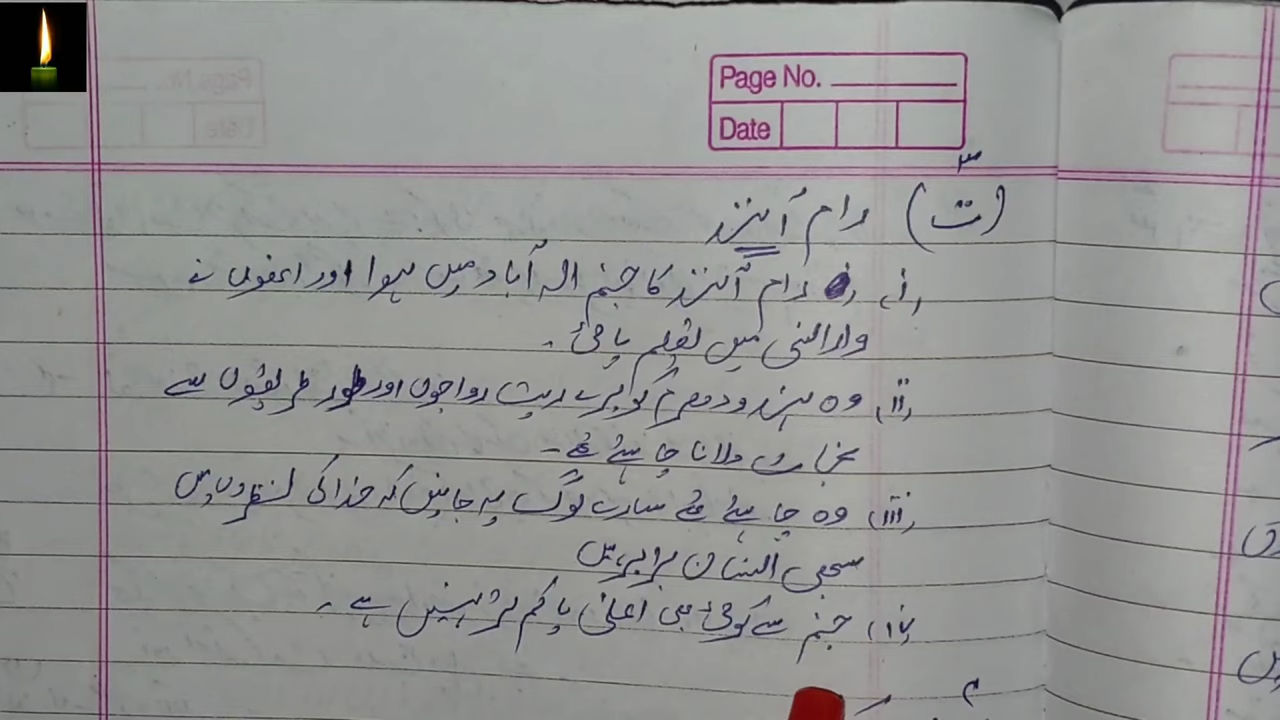 Page No.
Date
(ت) رام آنند
(i) رام آنند کا جنم الہ آباد میں ہوا اور انھوں نے
وارانسی میں تعلیم پائی۔
(ii) وہ ہندو دھرم کو برے ریت رواجوں اور طور طریقوں سے
نجات دلانا چاہتے تھے۔
(iii) وہ چاہتے تھے سارے لوگ یہ جانیں کہ خدا کی نظروں میں
سبھی انسان برابر ہیں
(iv) جنم سے کوئی بھی اعلیٰ یا کم تر نہیں ہے۔